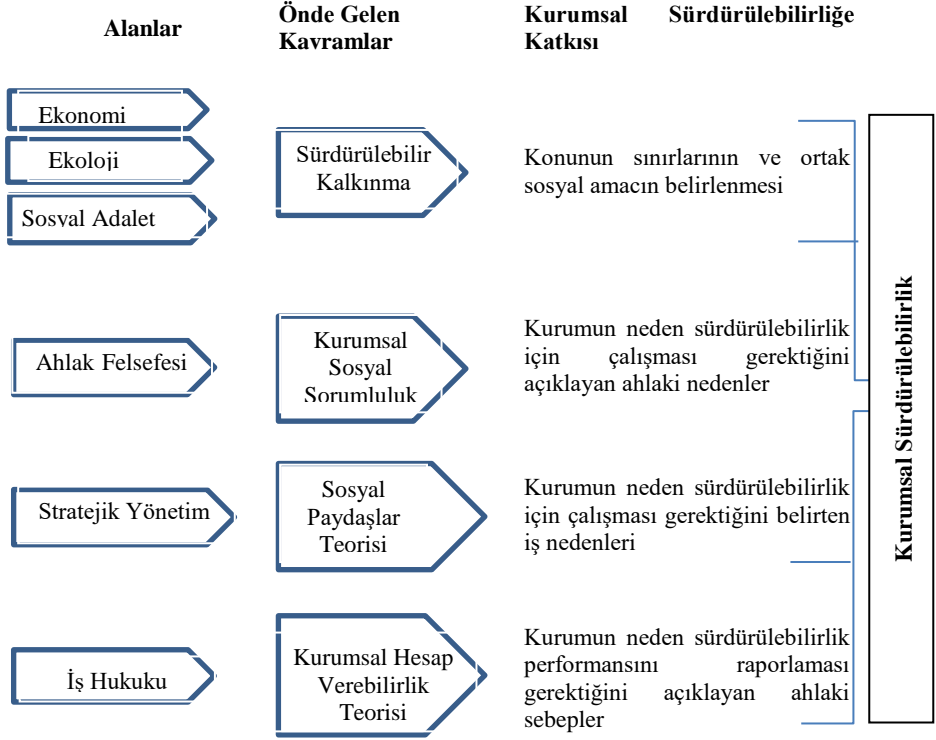 Alanlar
Önde Gelen
Kavramlar
Kurumsal Sürdürülebilirliğe
Katkısı
Ekonomi
Ekoloji
Sosyal Adalet
Sürdürülebilir
Kalkınma
Konunun sınırlarının ve ortak
sosyal amacın belirlenmesi
Ahlak Felsefesi
Kurumsal
Sosyal
Sorumluluk
Kurumun neden sürdürülebilirlik
için çalışması gerektiğini
açıklayan ahlaki nedenler
Stratejik Yönetim
Sosyal
Paydaşlar
Teorisi
Kurumun neden sürdürülebilirlik
için çalışması gerektiğini belirten
iş nedenleri
İş Hukuku
Kurumsal Hesap
Verebilirlik
Teorisi
Kurumun neden sürdürülebilirlik
performansını raporlaması
gerektiğini açıklayan ahlaki
sebepler
Kurumsal Sürdürülebilirlik